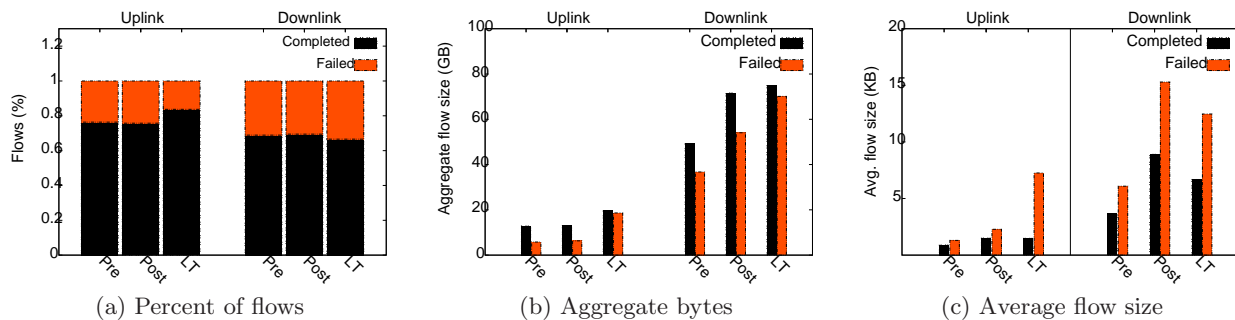 Uplink Downlink
Completed
Failed
1.2
1
0.8
0.6
0.4
0.2
0
Flows (%)
Pre Post LT Pre Post LT
(a) Percent of flows
Uplink Downlink
Completed
Failed
100
80
60
40
20
0
Aggregate flow size (GB)
Pre Post LT Pre Post LT
(b) Aggregate bytes
Uplink Downlink
Completed
Failed
20
15
10
5
Avg. flow size (KB)
Pre Post LT Pre Post LT
(c) Average flow size